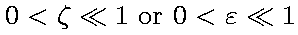 0 < ζ ≪ 1 or 0 < ε ≪ 1